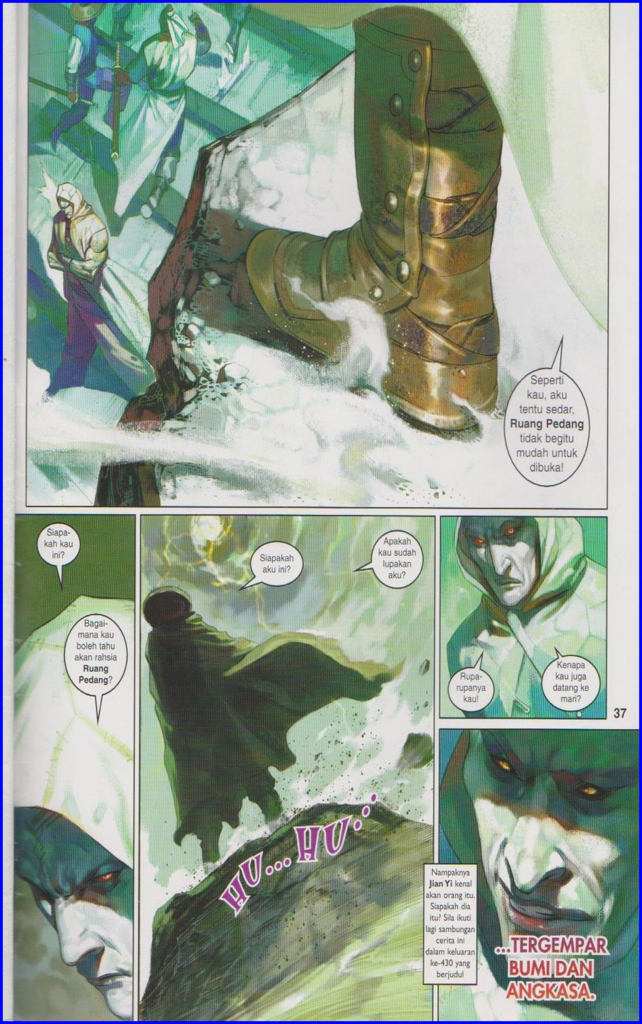 Seperti
kau, aku
tentu sedar,
Ruang Pedang
tidak begitu
mudah untuk
dibuka!
Siapa-
kah kau
ini?
Bagai-
mana kau
boleh tahu
akan rahsia
Ruang
Pedang?
Siapakah
aku ini?
Apakah
kau sudah
lupakan
aku?
HU...HU...
Rupa-
rupanya
kau!
Kenapa
kau juga
datang ke
mari?
37
Nampaknya
Jian Yi kenal
akan orang itu.
Siapakah dia
itu? Sila ikuti
lagi sambungan
cerita ini
dalam keluaran
ke-430 yang
berjudul
...TERGEMPAR
BUMI DAN
ANGKASA.